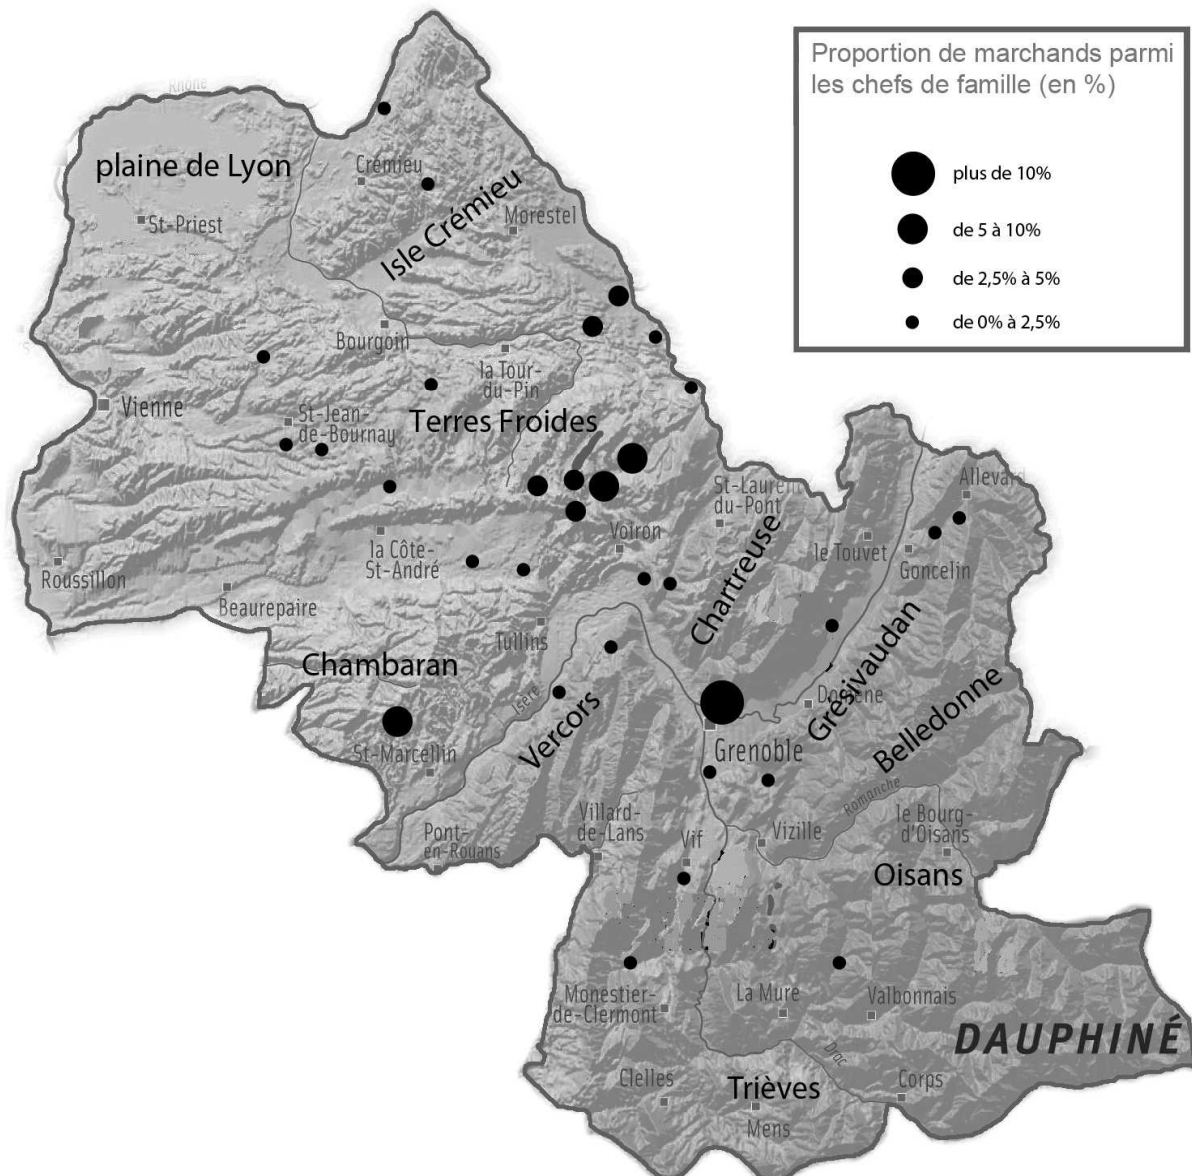 Proportion de marchands parmi
les chefs de famille (en %)
plus de 10%
de 5 à 10%
de 2,5% à 5%
de 0% à 2,5%
Rhône
plaine de Lyon
Crémieu
St-Priest
Isle Crémieu
Morestel
Bourgoin
la Tour-
du-Pin
Vienne
St-Jean-
de-Bournay
Terres Froides
Allevard
St-Laurent
du-Pont
Voiron
le Touvet
Goncelin
la Côte-
St-André
Roussillon
Beaurepaire
Chartreuse
Tullins
Chambaran
Isère
Grésivaudan
Domène
Vercors
Belledonne
St-Marcellin
Grenoble
Romanche
Villard-
de-Lans
Pont-
en-Rouans
Vif
Vizille
le Bourg-
d'Oisans
Oisans
Monestier-
de-Clermont
La Mure
Valbonnais
DAUPHINÉ
Drac
Clelles
Trièves
Corps
Mens